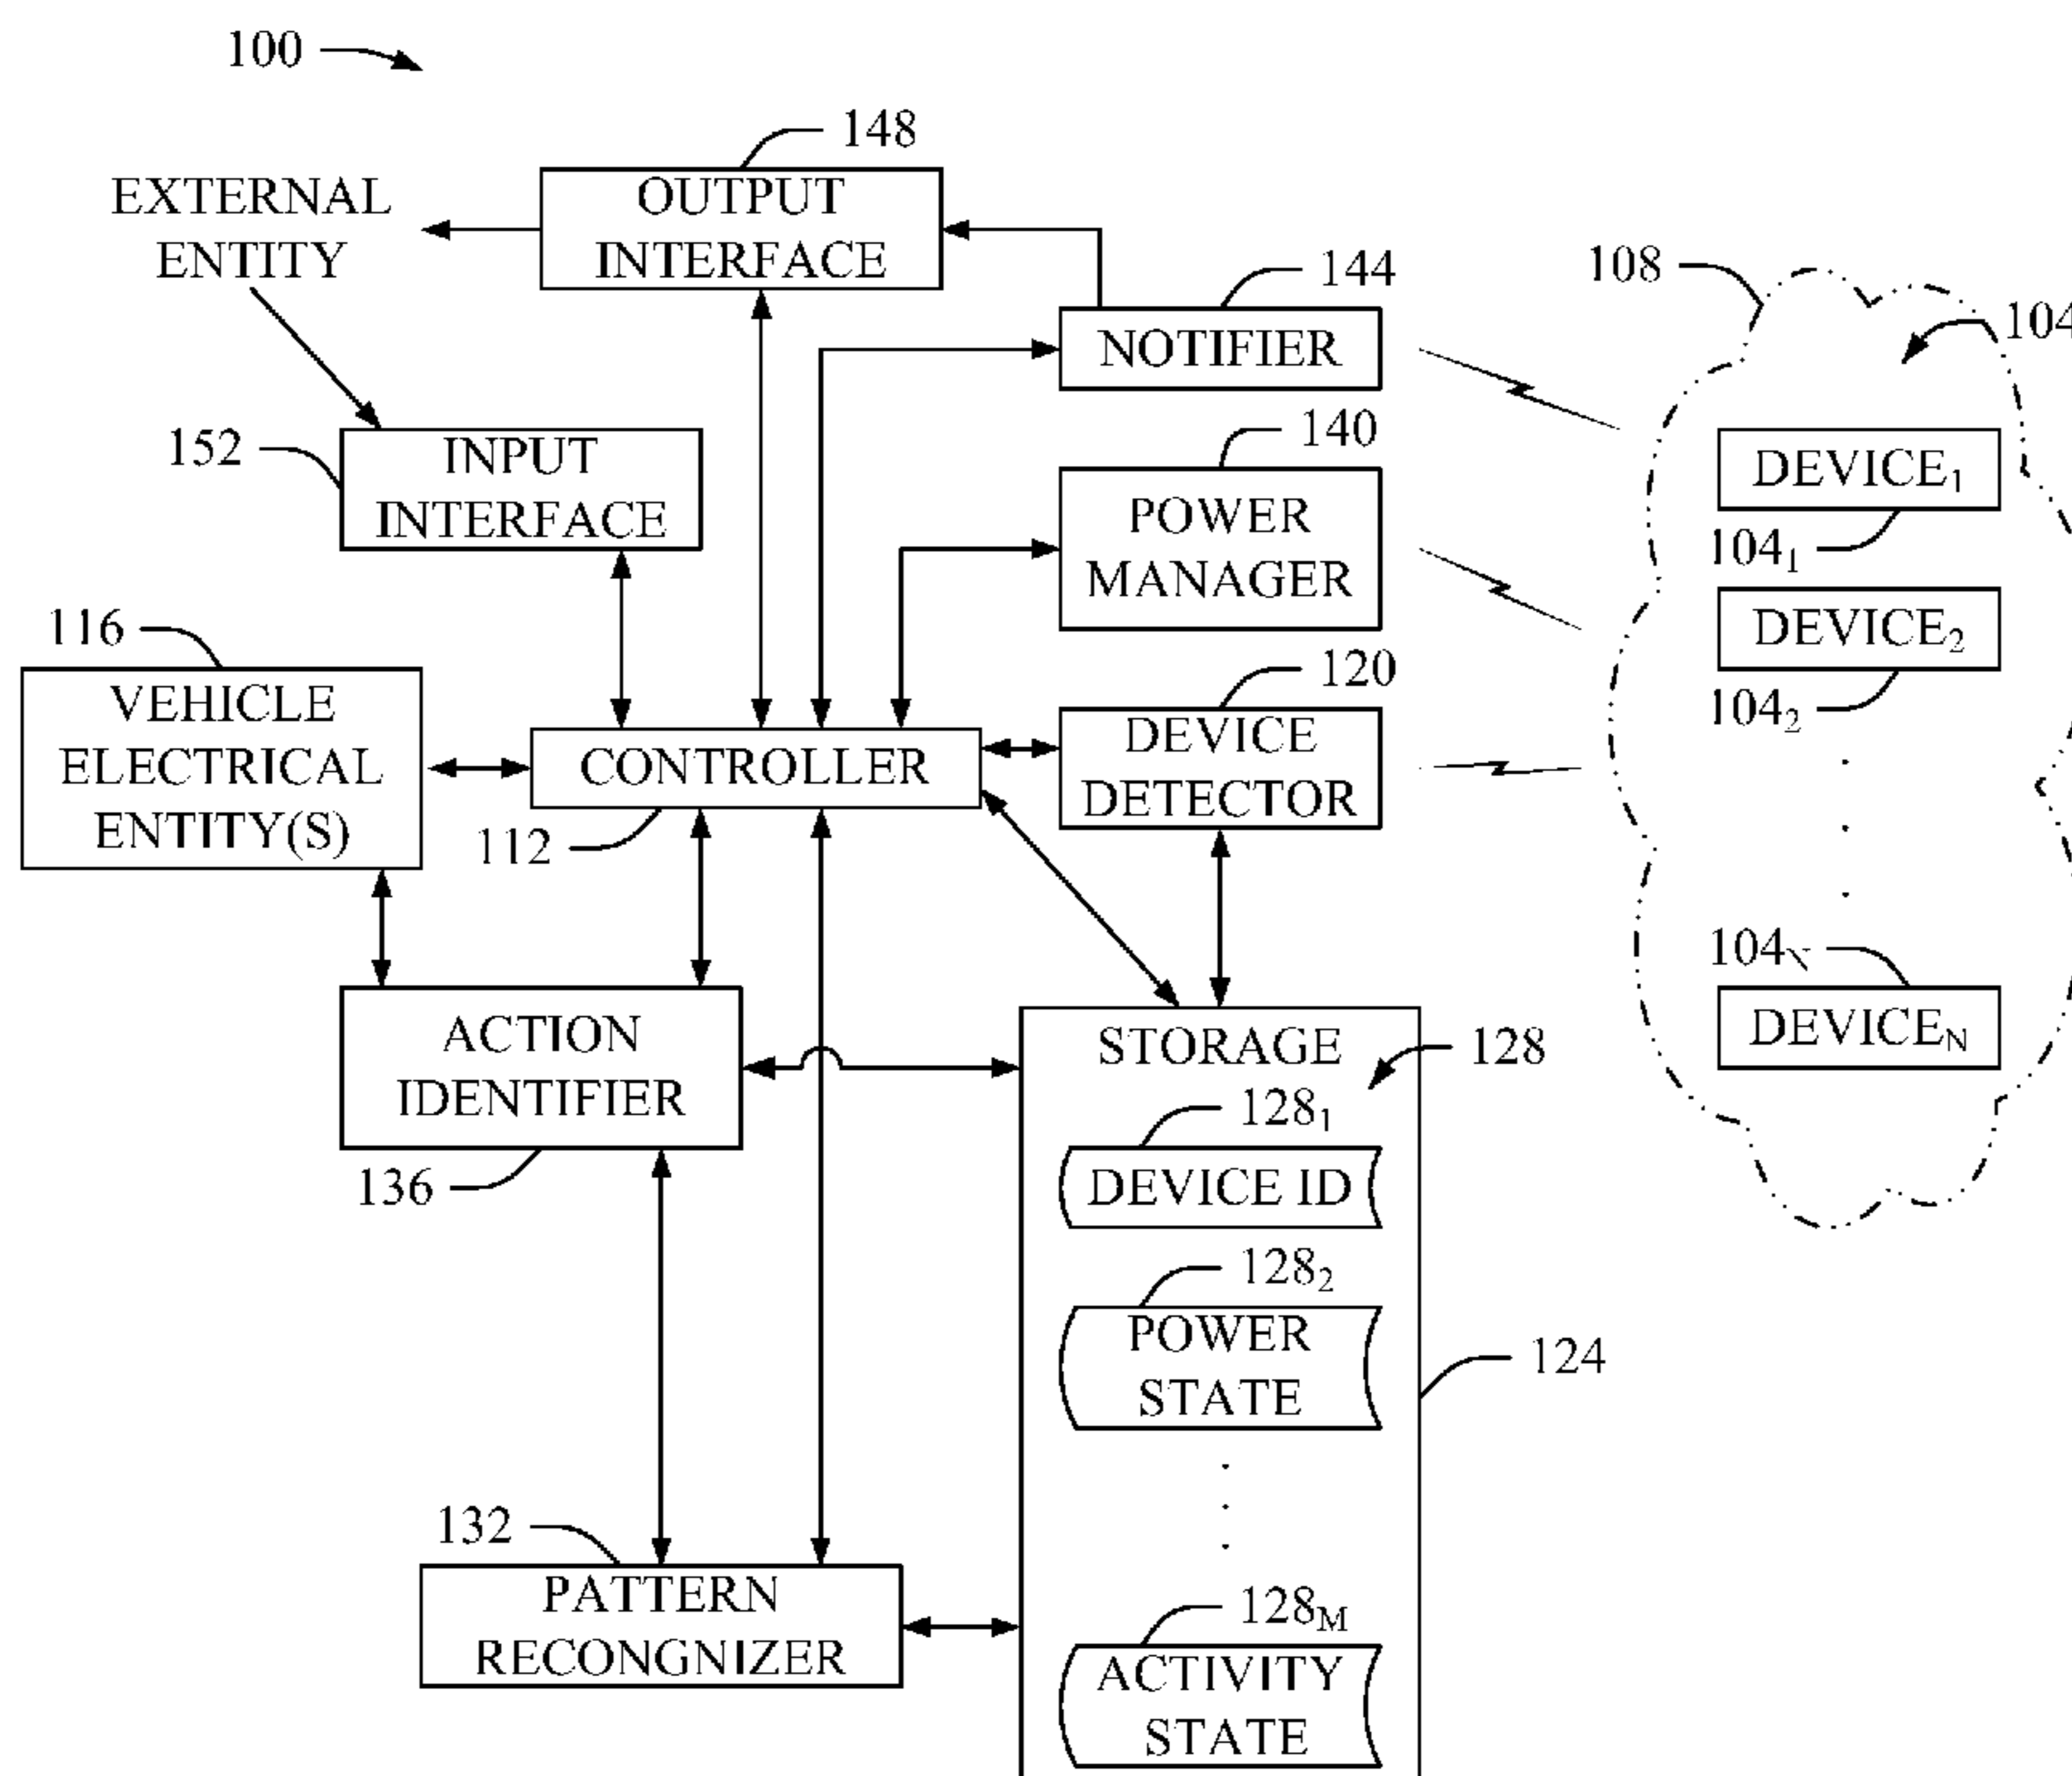 100
148
EXTERNAL
ENTITY
OUTPUT
INTERFACE
144
NOTIFIER
108
104
152
INPUT
INTERFACE
140
POWER
MANAGER
DEVICE1
1041
DEVICE2
1042
116
VEHICLE
ELECTRICAL
ENTITY(S)
CONTROLLER
112
120
DEVICE
DETECTOR
104N
DEVICEN
ACTION
IDENTIFIER
136
STORAGE
128
1281
DEVICE ID
1282
POWER
STATE
124
132
PATTERN
RECONGNIZER
128M
ACTIVITY
STATE